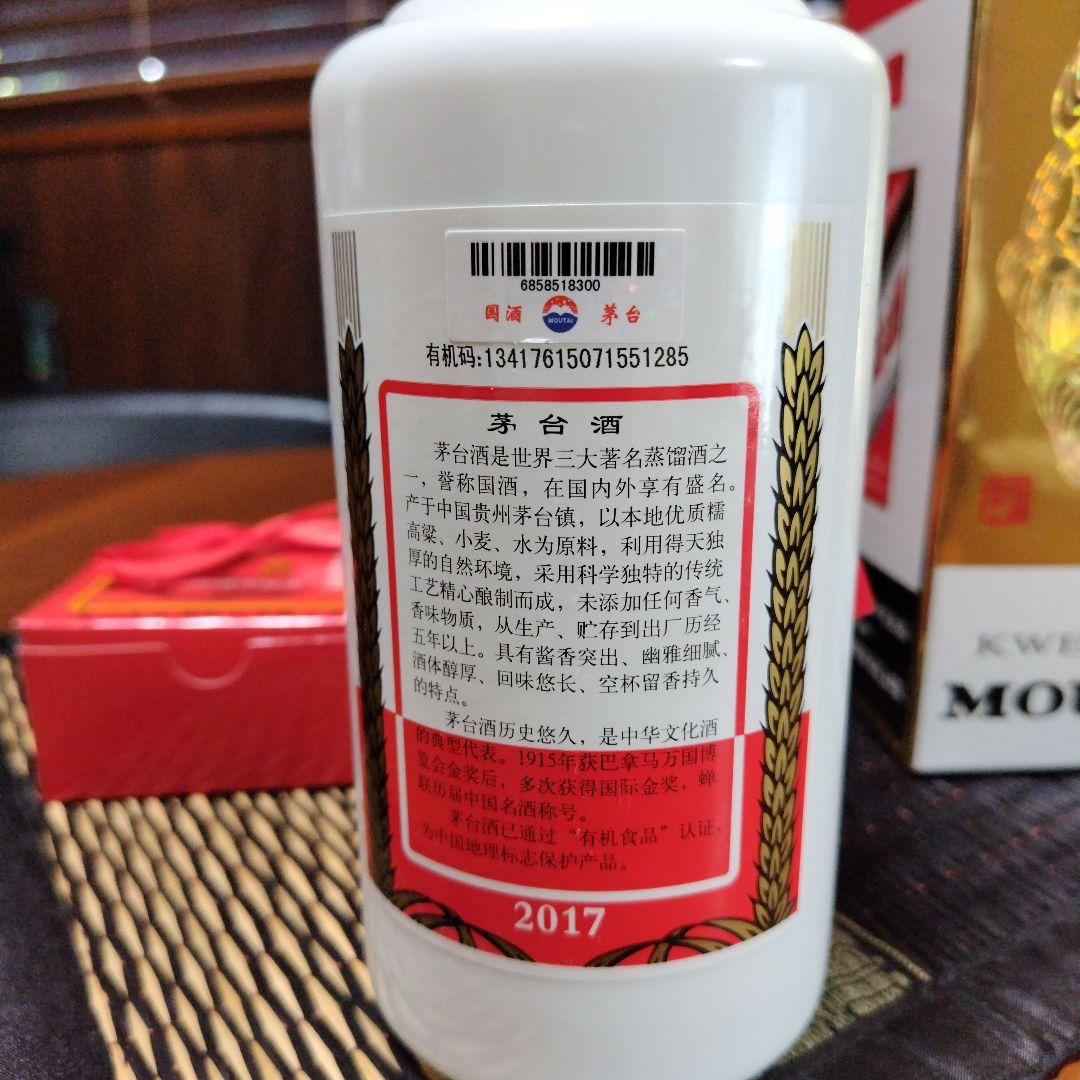 6858518300
国酒 MOUTAI 茅台
有机码:13417615071551285
茅台酒
茅台酒是世界三大著名蒸馏酒之
一，誉称国酒，在国内外享有盛名。
产于中国贵州茅台镇，以本地优质糯
高粱、小麦、水为原料，利用得天独
厚的自然环境，采用科学独特的传统
工艺精心酿制而成，未添加任何香气、
香味物质，从生产、贮存到出厂历经
五年以上。具有酱香突出、幽雅细腻、
酒体醇厚、回味悠长、空杯留香持久
的特点。
茅台酒历史悠久，是中华文化酒
的典型代表。1915年获巴拿马万国博
览会金奖后，多次获得国际金奖，蝉
联历届中国名酒称号。
茅台酒已通过“有机食品”认证，
为中国地理标志保护产品。
2017
KWE
MOU